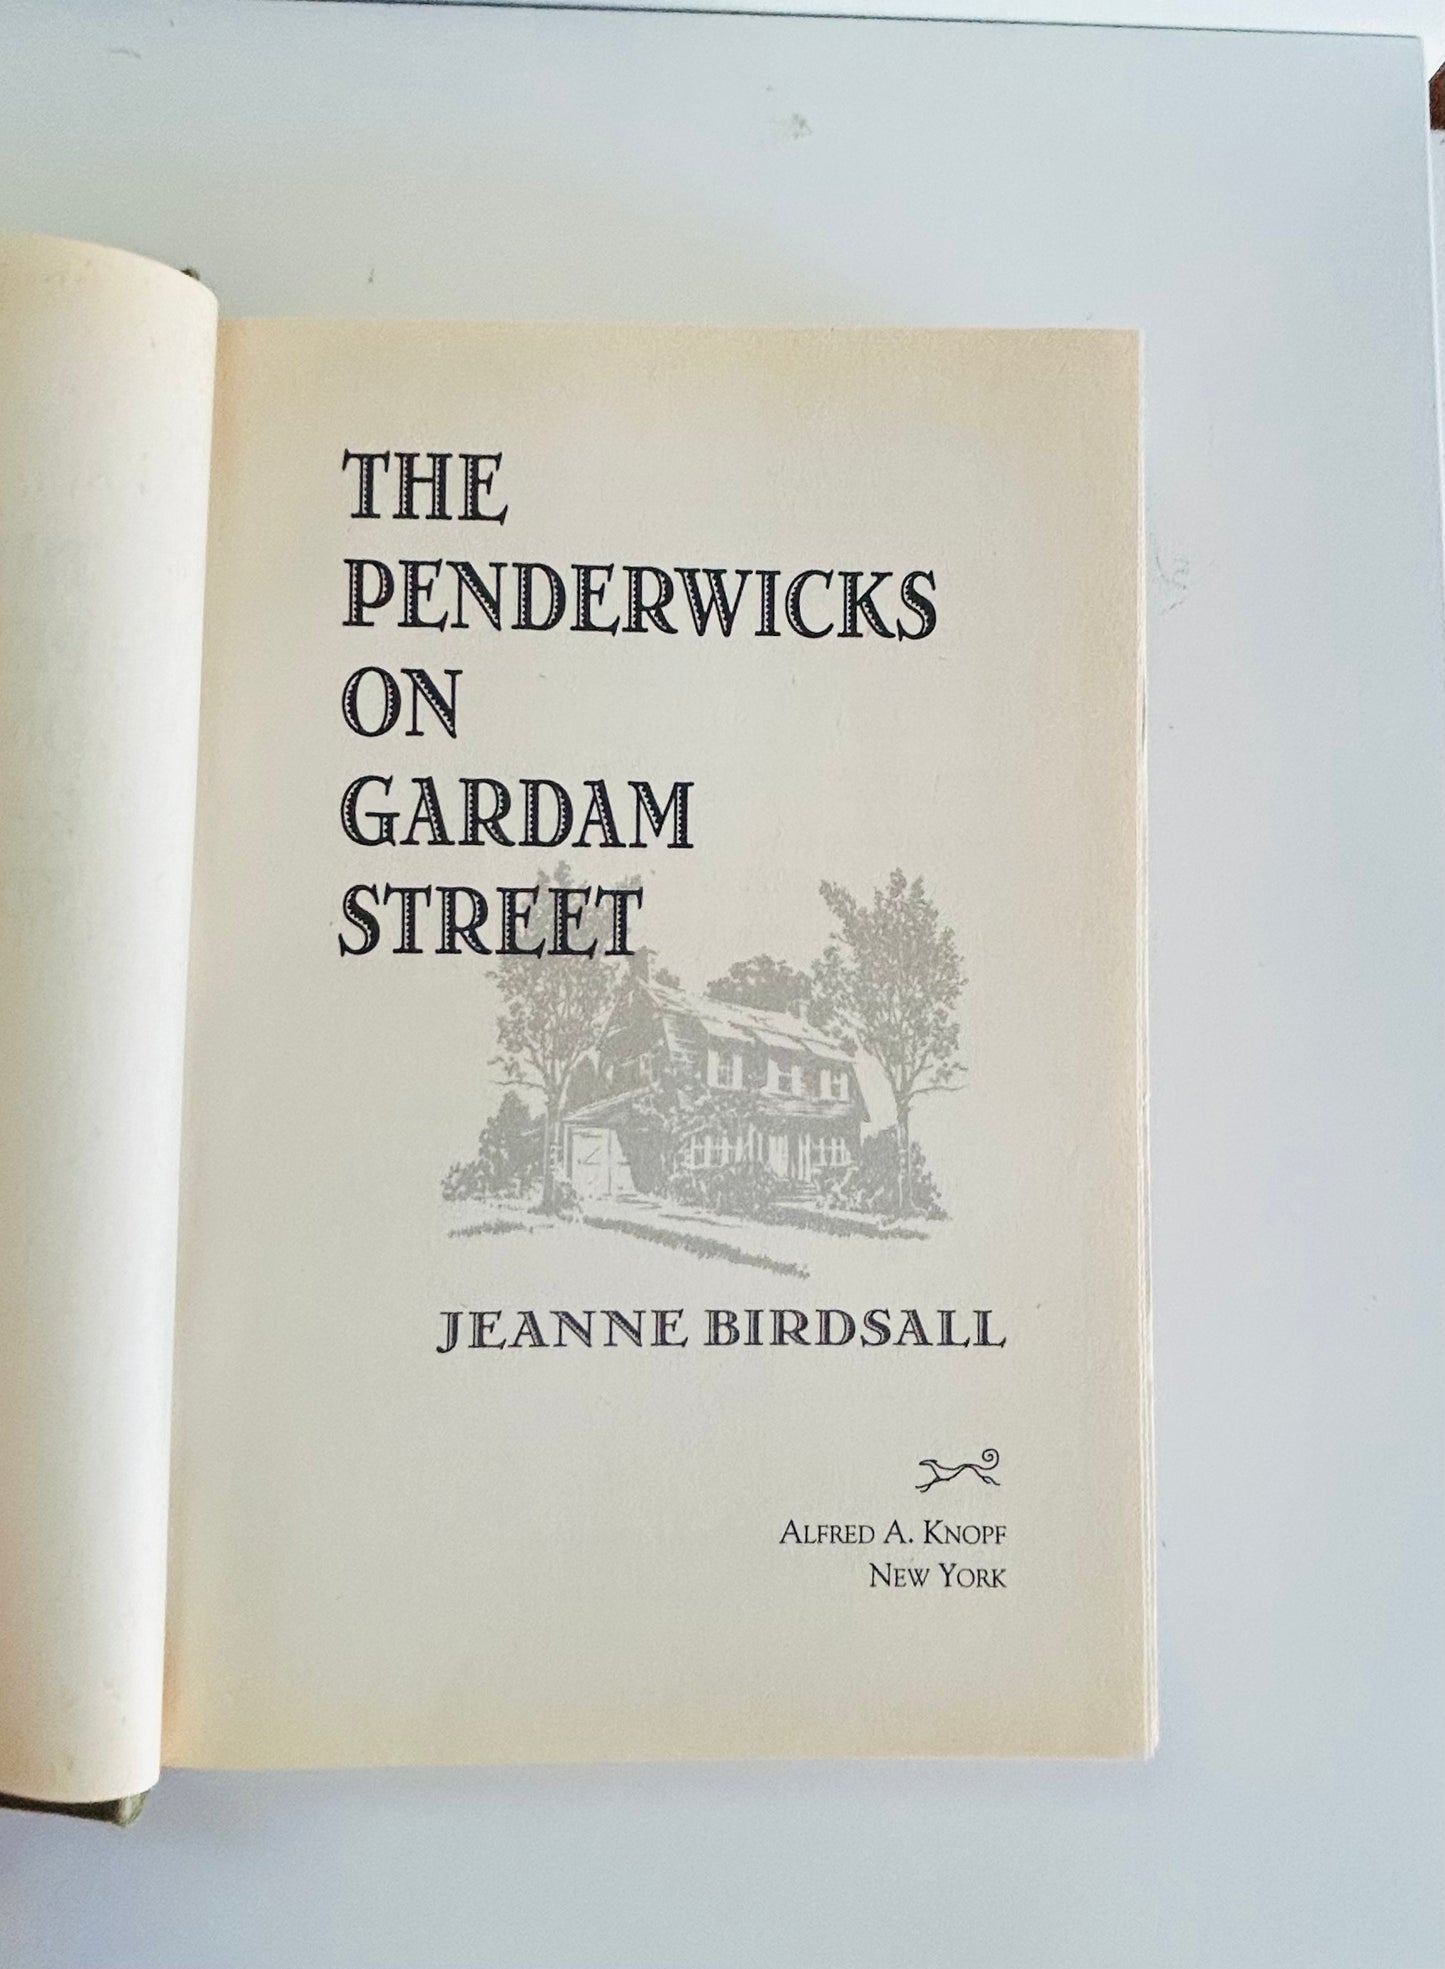 THE
PENDERWICKS
ON
GARDAM
STREET
JEANNE BIRDSALL
ALFRED A. KNOPF
NEW YORK